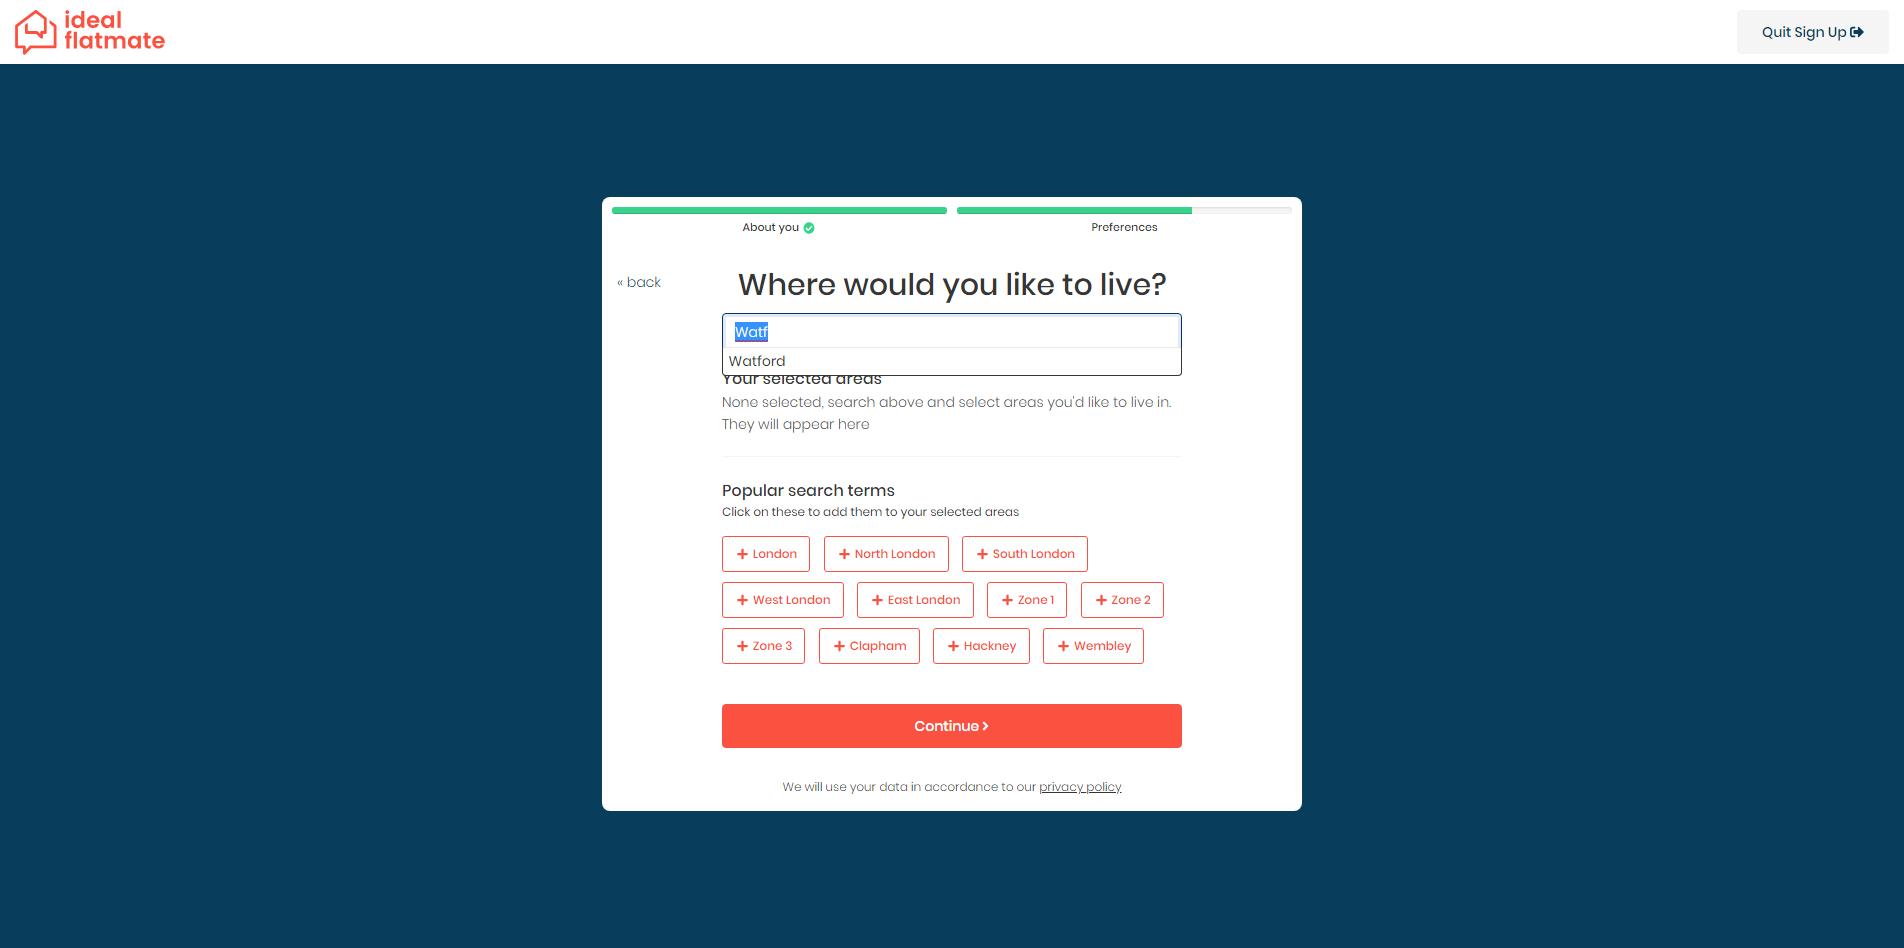 ideal
flatmate
Quit Sign Up
About you
Preferences
« back
Where would you like to live?
Watf
Watford
Your selected areas
None selected, search above and select areas you'd like to live in.
They will appear here
Popular search terms
Click on these to add them to your selected areas
+ London + North London + South London
+ West London + East London + Zone 1 + Zone 2
+ Zone 3 + Clapham + Hackney + Wembley
Continue >
We will use your data in accordance to our privacy policy